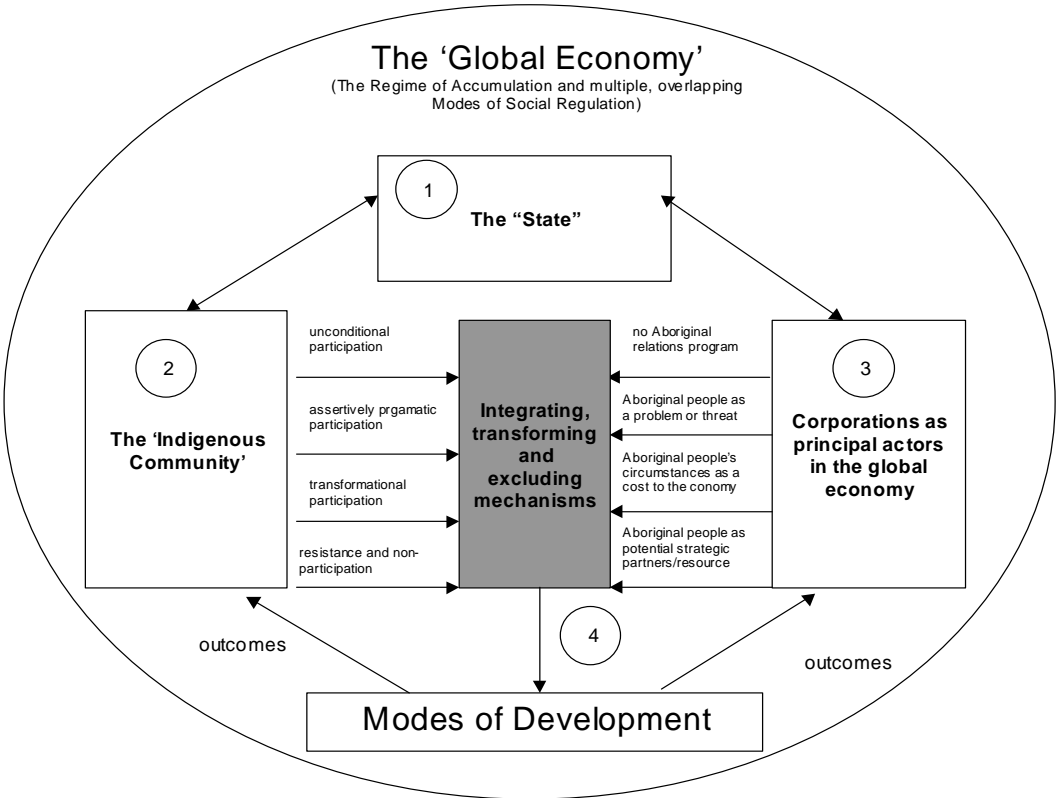 The ‘Global Economy’
(The Regime of Accumulation and multiple, overlapping
Modes of Social Regulation)
1
The “State”
2
The ‘Indigenous
Community’
unconditional
participation
assertively prgamatic
participation
transformational
participation
resistance and non-
participation
Integrating,
transforming
and
excluding
mechanisms
no Aboriginal
relations program
Aboriginal people as
a problem or threat
Aboriginal people’s
circumstances as a
cost to the conomy
Aboriginal people as
potential strategic
partners/resource
3
Corporations as
principal actors
in the global
economy
4
outcomes
outcomes
Modes of Development